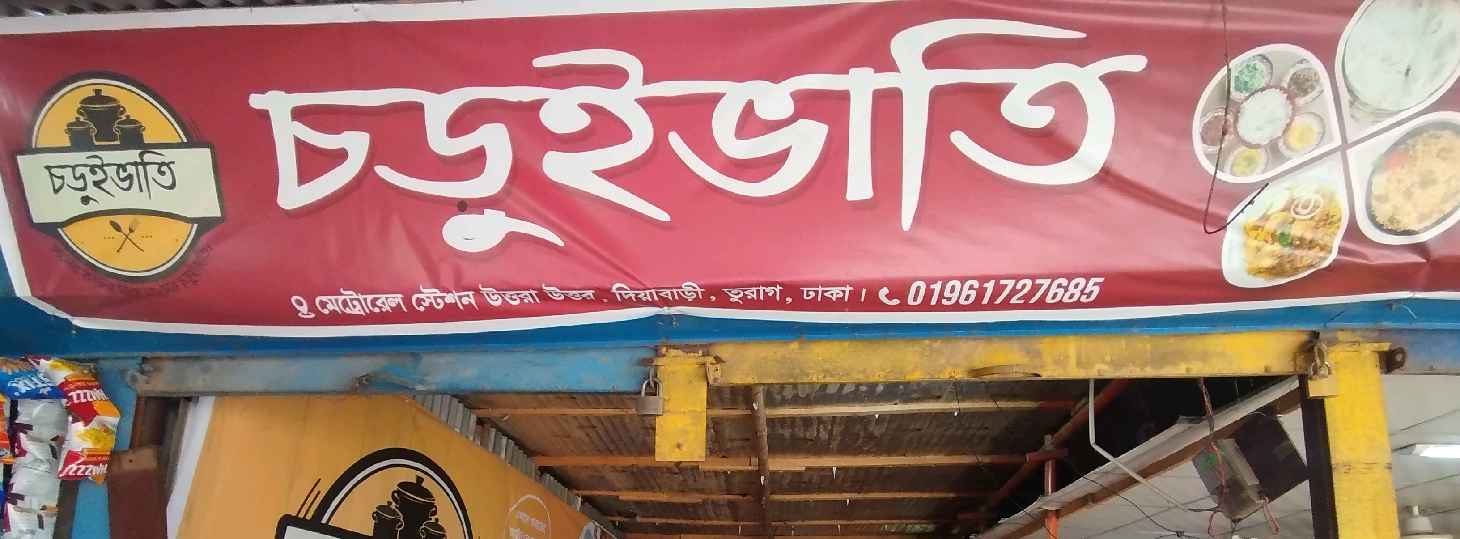 চড়ুইভাতি
চড়ুইভাতি
মেট্রোরেল স্টেশন উত্তরা উত্তর, দিয়াবাড়ী, তুরাগ, ঢাকা। 01961727685